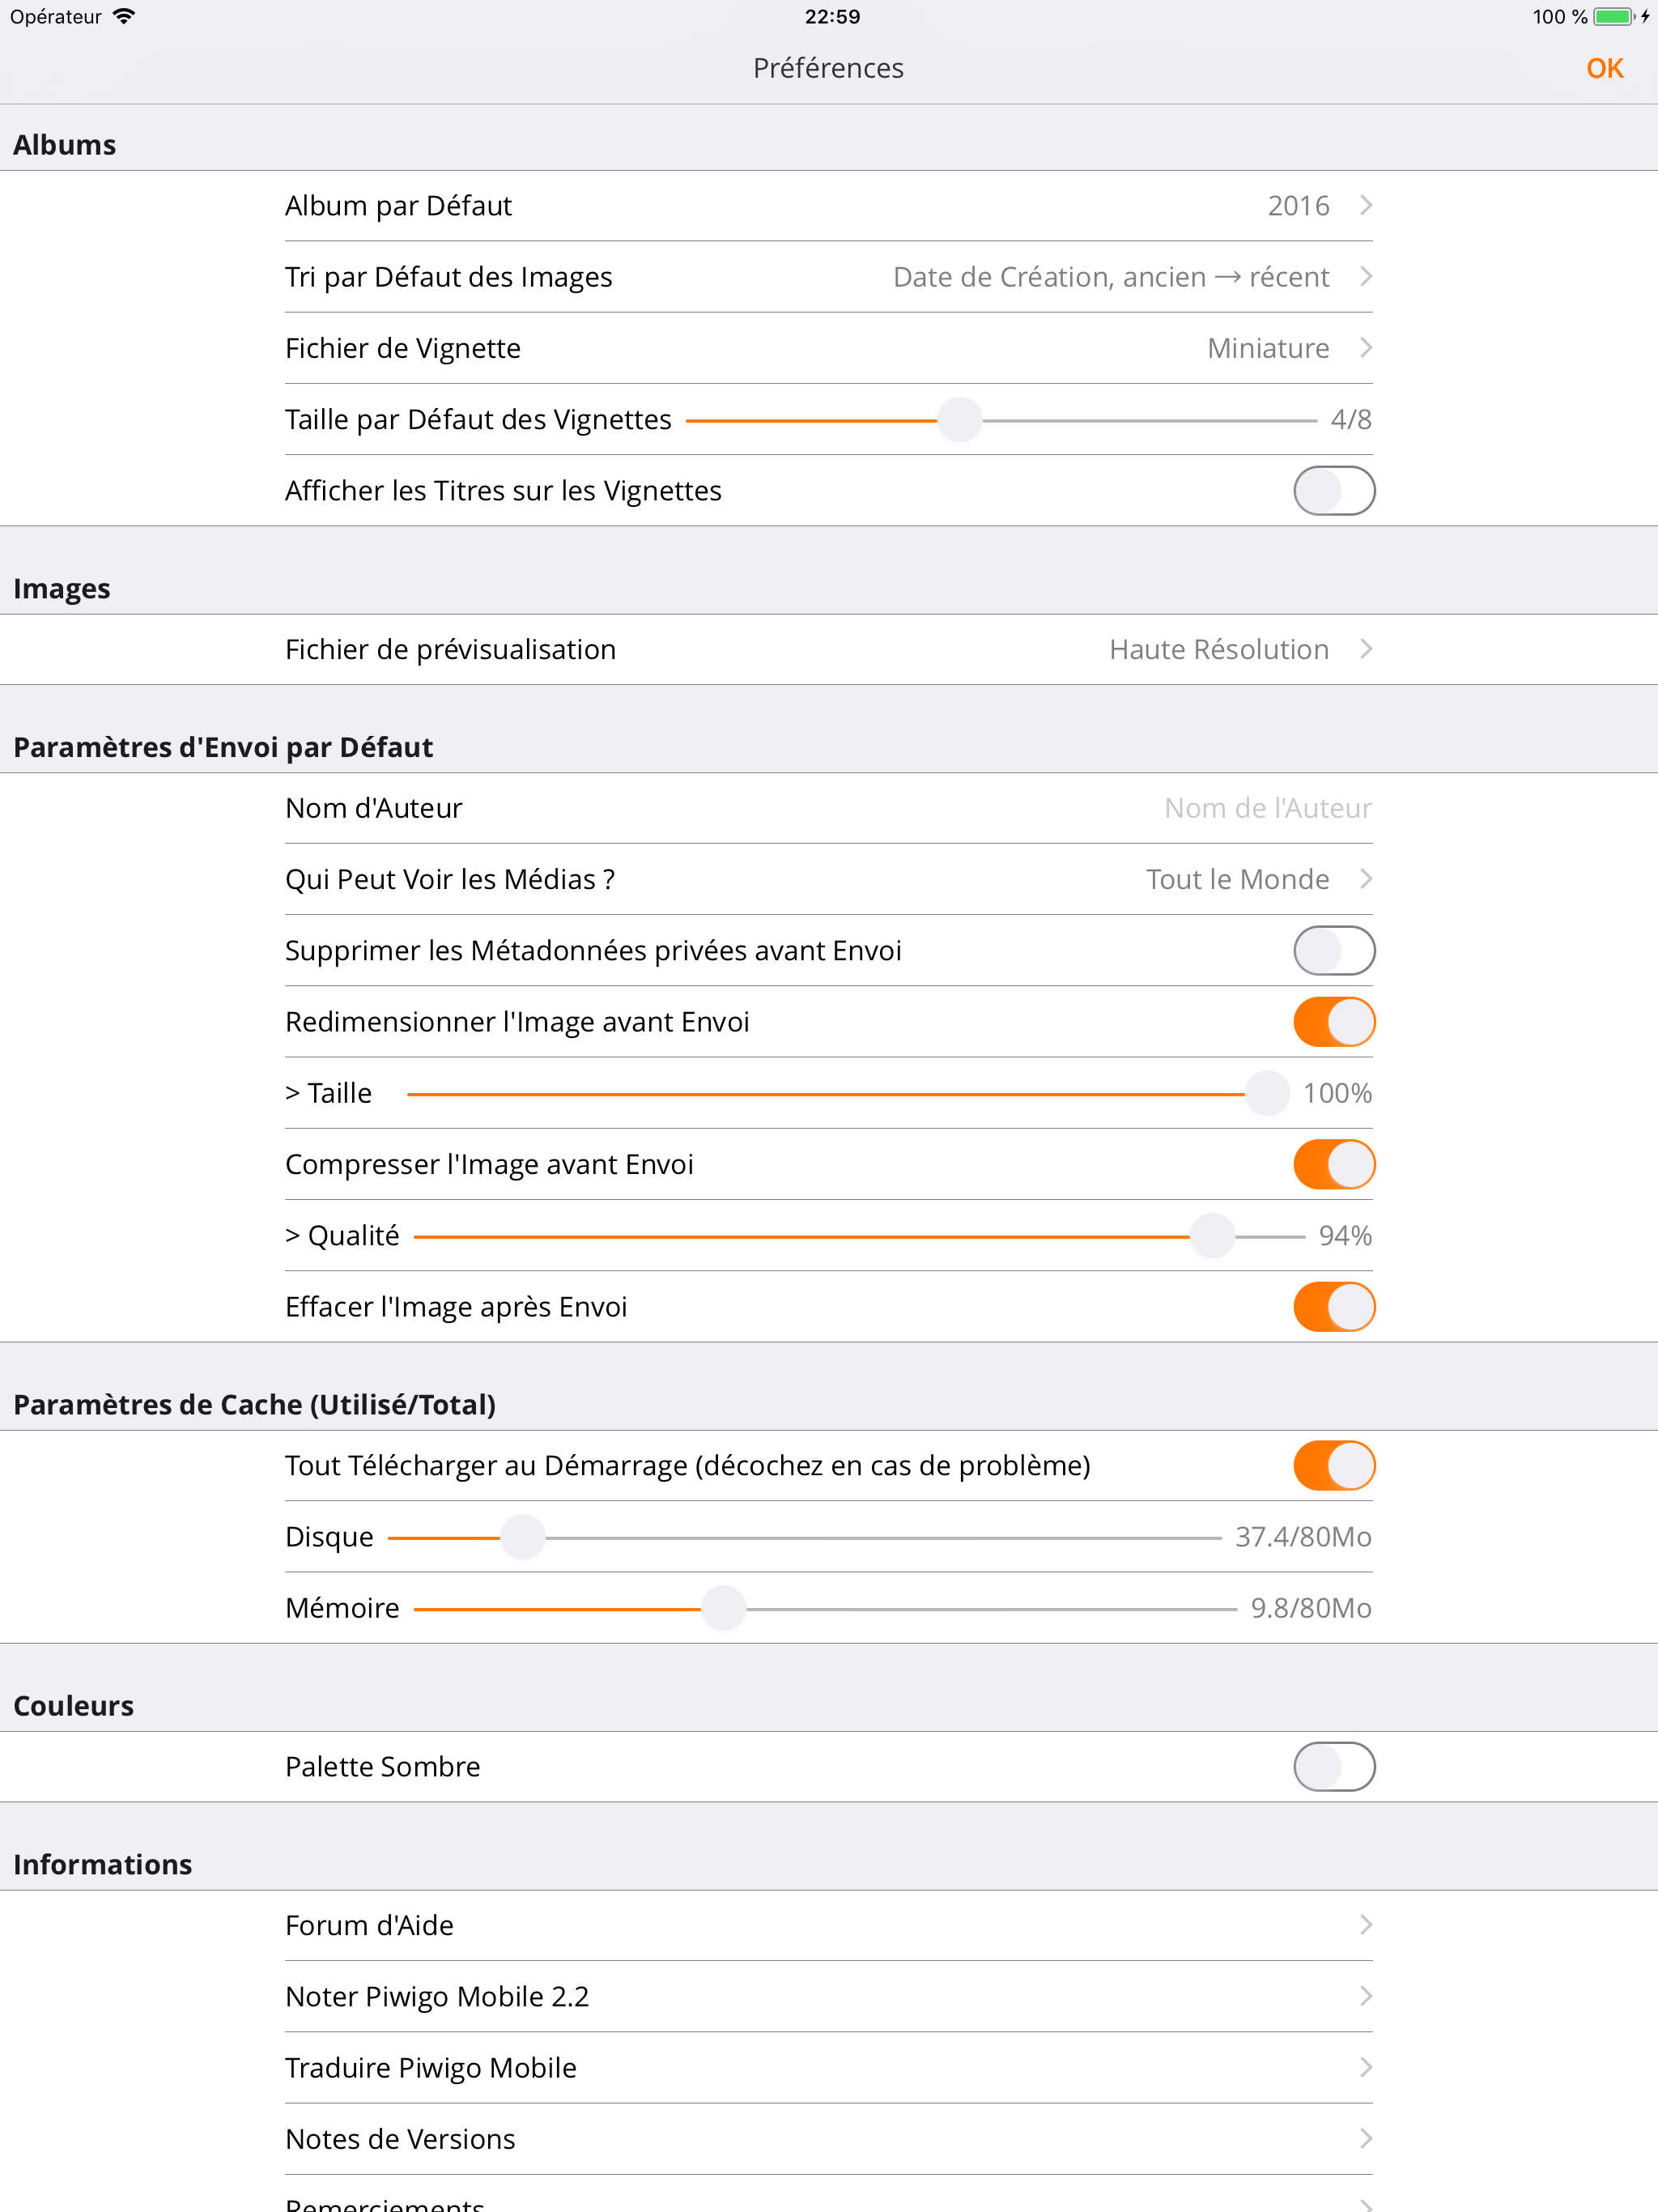 Opérateur 22:59 100 %
Préférences OK
Albums
Album par Défaut 2016
Tri par Défaut des Images Date de Création, ancien → récent
Fichier de Vignette Miniature
Taille par Défaut des Vignettes 4/8
Afficher les Titres sur les Vignettes
Images
Fichier de prévisualisation Haute Résolution
Paramètres d'Envoi par Défaut
Nom d'Auteur Nom de l'Auteur
Qui Peut Voir les Médias ? Tout le Monde
Supprimer les Métadonnées privées avant Envoi
Redimensionner l'Image avant Envoi
> Taille 100%
Compresser l'Image avant Envoi
> Qualité 94%
Effacer l'Image après Envoi
Paramètres de Cache (Utilisé/Total)
Tout Télécharger au Démarrage (décochez en cas de problème)
Disque 37.4/80Mo
Mémoire 9.8/80Mo
Couleurs
Palette Sombre
Informations
Forum d'Aide
Noter Piwigo Mobile 2.2
Traduire Piwigo Mobile
Notes de Versions
Remerciements